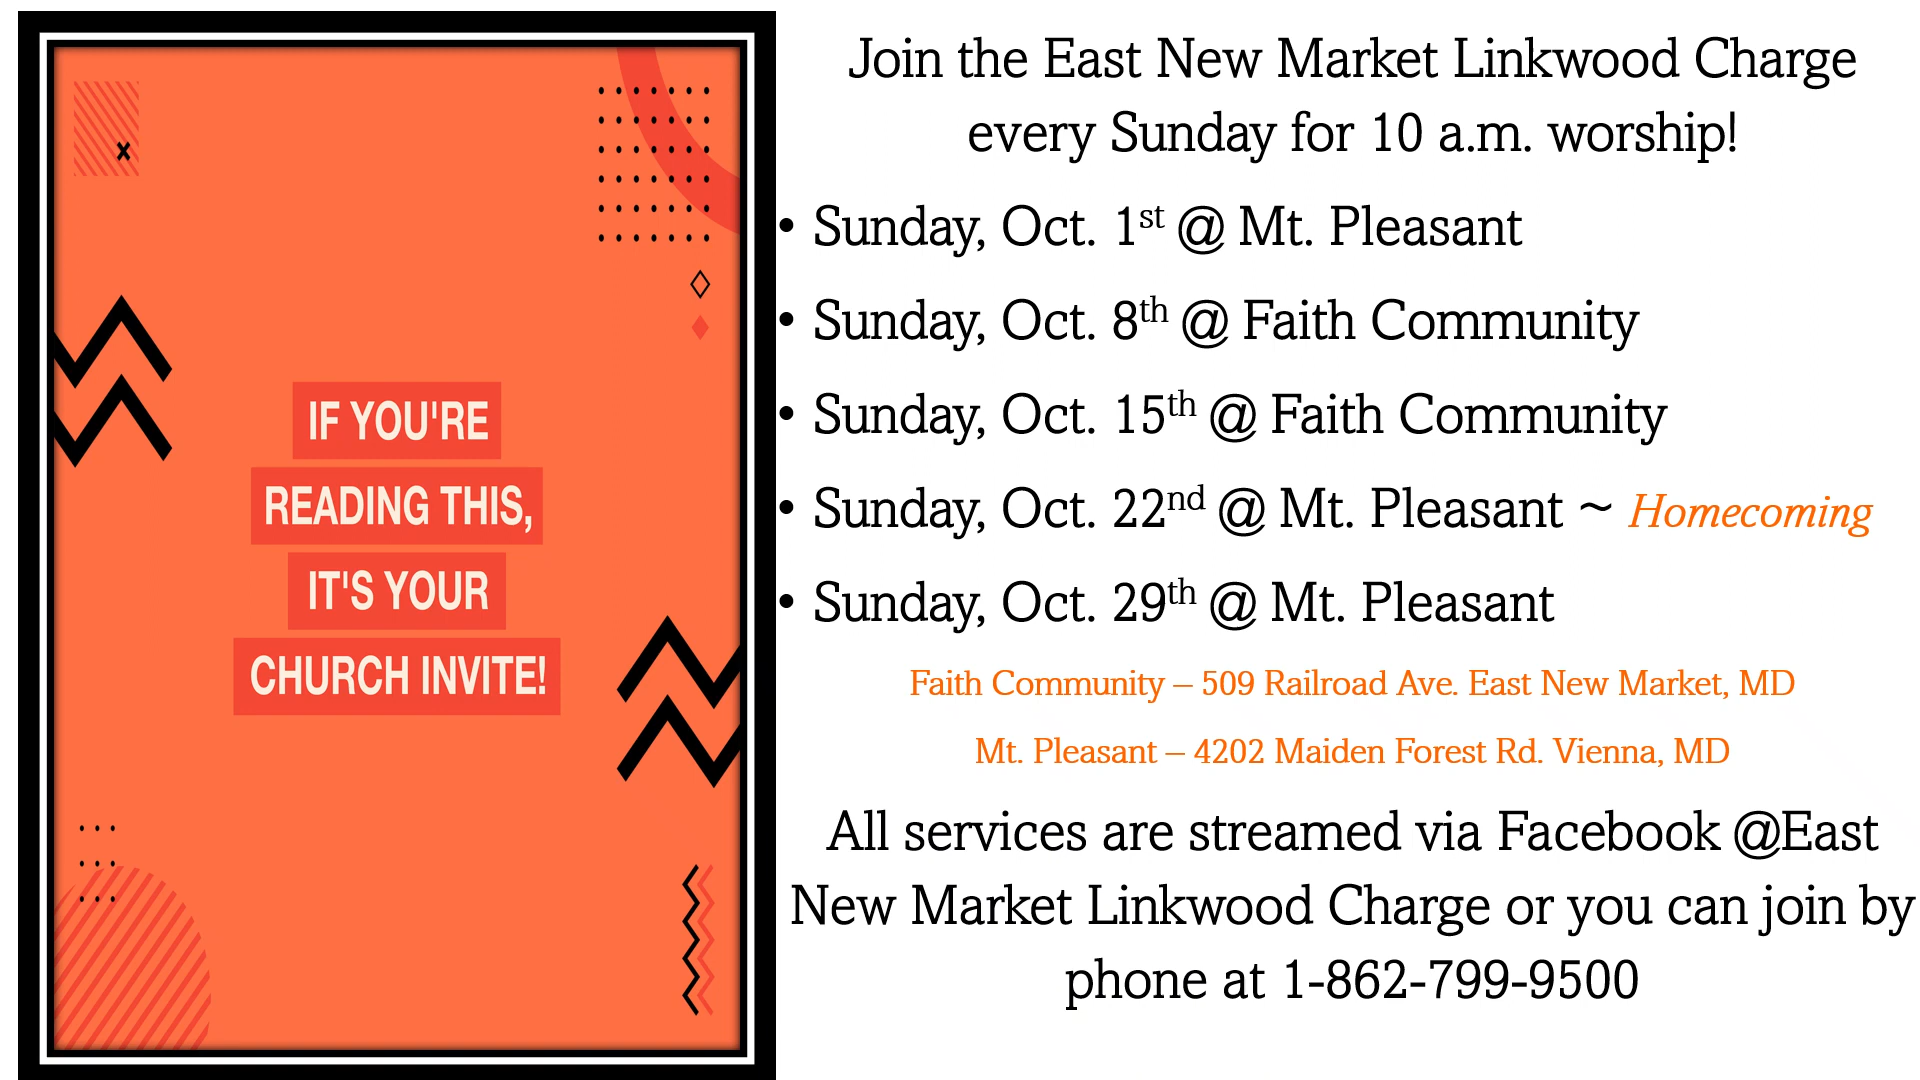 IF YOU'RE
READING THIS,
IT'S YOUR
CHURCH INVITE!
Join the East New Market Linkwood Charge
every Sunday for 10 a.m. worship!
• Sunday, Oct. 1st @ Mt. Pleasant
• Sunday, Oct. 8th @ Faith Community
• Sunday, Oct. 15th @ Faith Community
• Sunday, Oct. 22nd @ Mt. Pleasant ~ Homecoming
• Sunday, Oct. 29th @ Mt. Pleasant
Faith Community – 509 Railroad Ave. East New Market, MD
Mt. Pleasant – 4202 Maiden Forest Rd. Vienna, MD
All services are streamed via Facebook @East
New Market Linkwood Charge or you can join by
phone at 1-862-799-9500